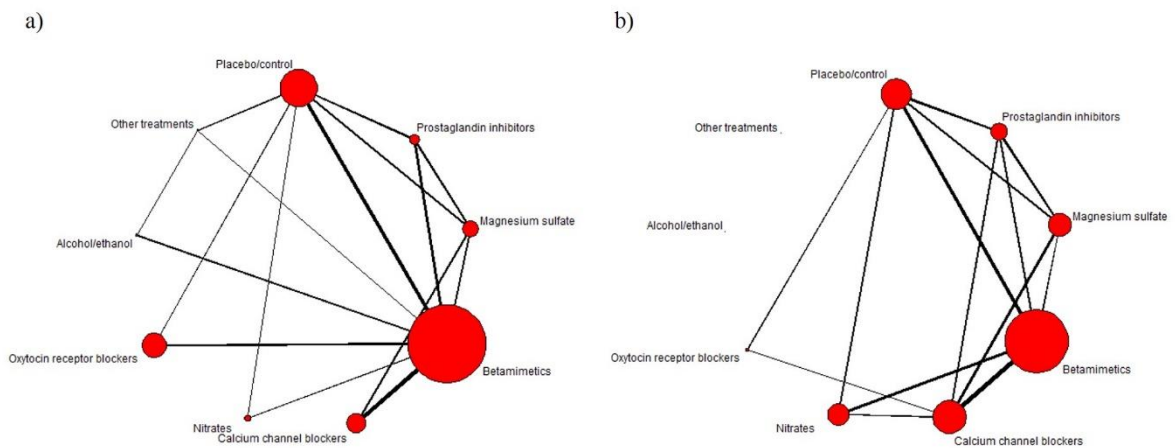 a)
Placebo/control
Other treatments
Prostaglandin inhibitors
Magnesium sulfate
Alcohol/ethanol
Oxytocin receptor blockers
Betamimetics
Nitrates
Calcium channel blockers
b)
Placebo/control
Other treatments
Prostaglandin inhibitors
Magnesium sulfate
Alcohol/ethanol
Oxytocin receptor blockers
Betamimetics
Nitrates
Calcium channel blockers